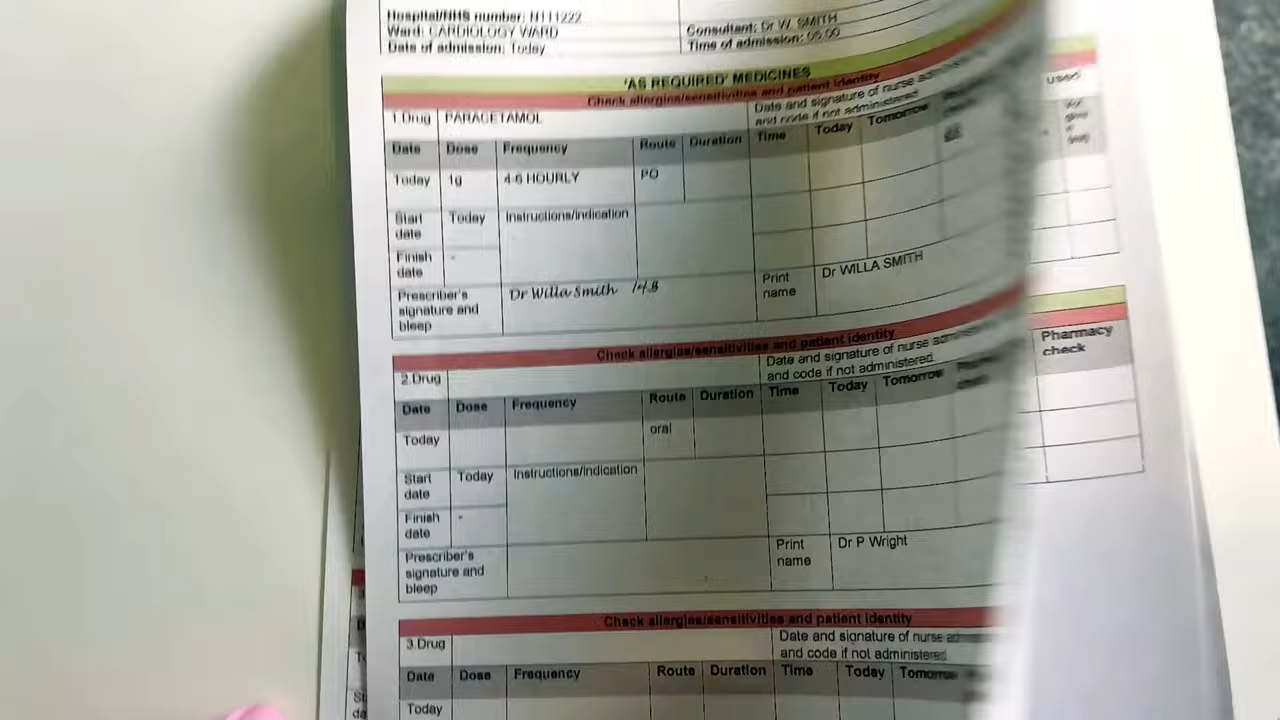 Hospital/NHS number: N111222
Ward: CARDIOLOGY WARD
Consultant: Dr W. SMITH
Date of admission: Today
Time of admission:
'AS REQUIRED' MEDICINES
Check allergies/sensitivities and patient identity
used
1.Drug PARACETAMOL
Date and signature of nurse
and code if not administered
Date Dose Frequency Route Duration Time Today Tomorrow
Today 1g 4-6 HOURLY PO
Start date Today Instructions/indication
Finish date -
Prescriber's signature and bleep Dr Willa Smith
Print name Dr WILLA SMITH
Check allergies/sensitivities and patient identity
Pharmacy check
2.Drug
Date and signature of nurse
and code if not administered
Date Dose Frequency Route Duration Time Today Tomorrow
Today oral
Start date Today Instructions/indication
Finish date -
Prescriber's signature and bleep
Print name Dr P Wright
Check allergies/sensitivities and patient identity
3.Drug
Date and signature of nurse
and code if not administered
Date Dose Frequency Route Duration Time Today Tomorrow
Today